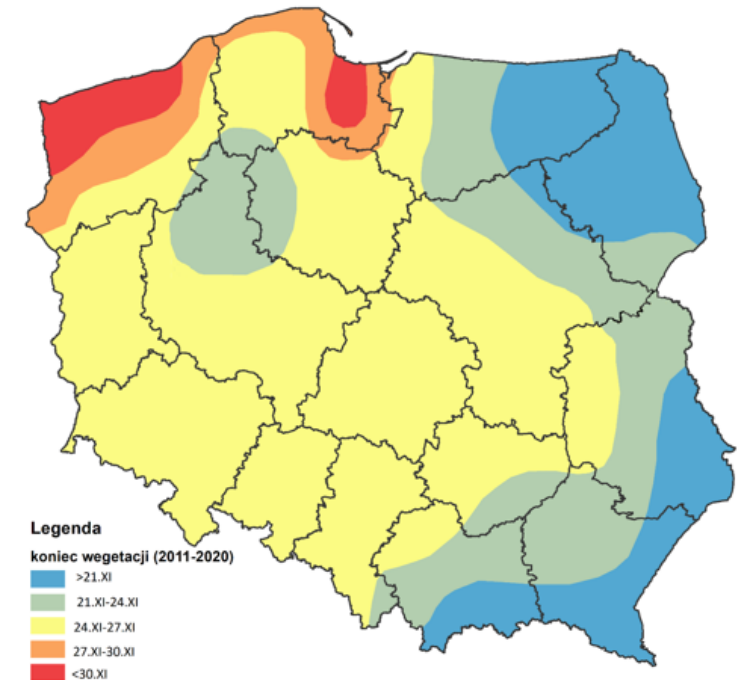 Legenda
koniec wegetacji (2011-2020)
>21.XI
21.XI-24.XI
24.XI-27.XI
27.XI-30.XI
<30.XI